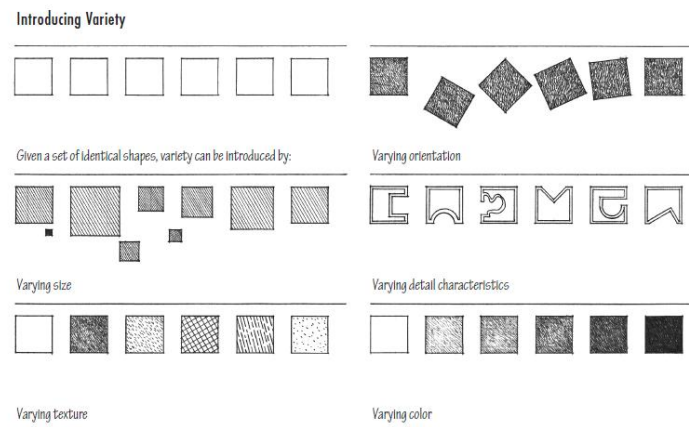 Introducing Variety
Given a set of identical shapes, variety can be introduced by:
Varying orientation
Varying size
Varying detail characteristics
Varying texture
Varying color